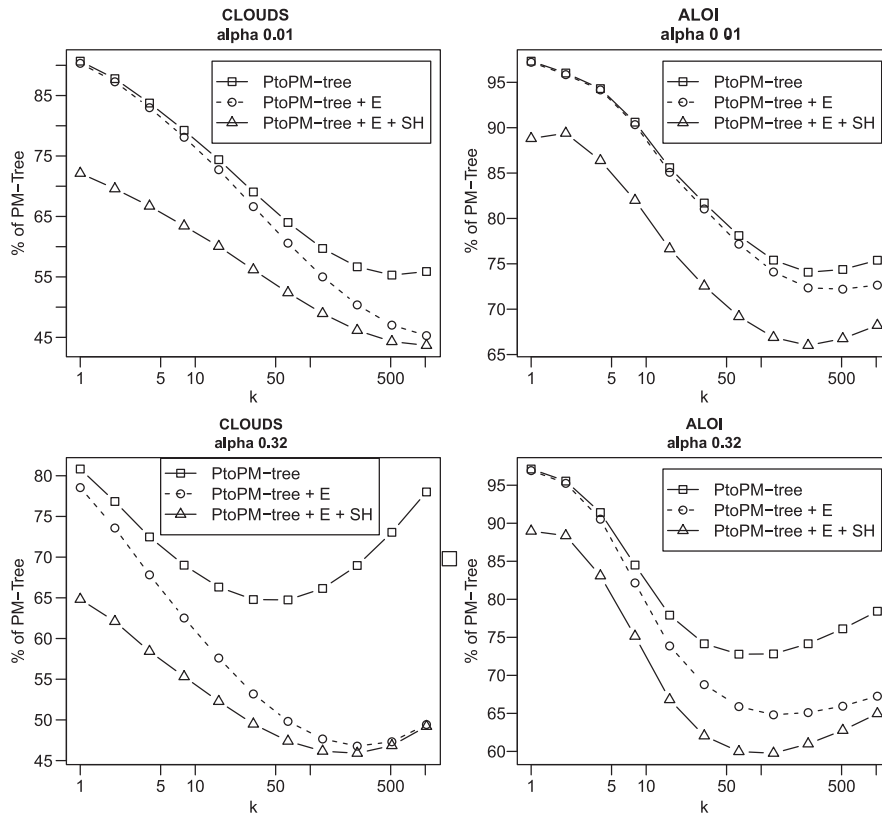 CLOUDS
alpha 0.01
% of PM-Tree
85
75
65
55
45
PtoPM-tree
PtoPM-tree + E
PtoPM-tree + E + SH
1 5 10 50 500
k
ALOI
alpha 0 01
% of PM-Tree
95
90
85
80
75
70
65
PtoPM-tree
PtoPM-tree + E
PtoPM-tree + E + SH
1 5 10 50 500
k
CLOUDS
alpha 0.32
% of PM-Tree
80
75
70
65
60
55
50
45
PtoPM-tree
PtoPM-tree + E
PtoPM-tree + E + SH
1 5 10 50 500
k
ALOI
alpha 0.32
% of PM-Tree
95
90
85
80
75
70
65
60
PtoPM-tree
PtoPM-tree + E
PtoPM-tree + E + SH
1 5 10 50 500
k